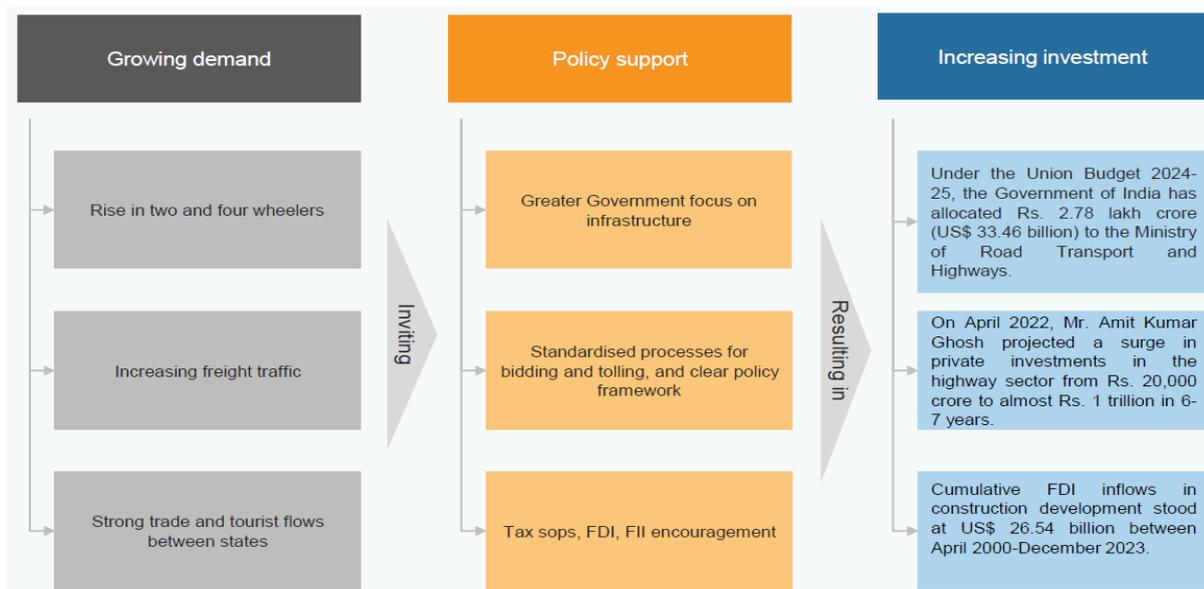 Growing demand
Rise in two and four wheelers
Increasing freight traffic
Strong trade and tourist flows
between states
Inviting
Policy support
Greater Government focus on
infrastructure
Standardised processes for
bidding and tolling, and clear policy
framework
Tax sops, FDI, FII encouragement
Resulting in
Increasing investment
Under the Union Budget 2024-
25, the Government of India has
allocated Rs. 2.78 lakh crore
(US$ 33.46 billion) to the Ministry
of Road Transport and
Highways.
On April 2022, Mr. Amit Kumar
Ghosh projected a surge in
private investments in the
highway sector from Rs. 20,000
crore to almost Rs. 1 trillion in 6-
7 years.
Cumulative FDI inflows in
construction development stood
at US$ 26.54 billion between
April 2000-December 2023.